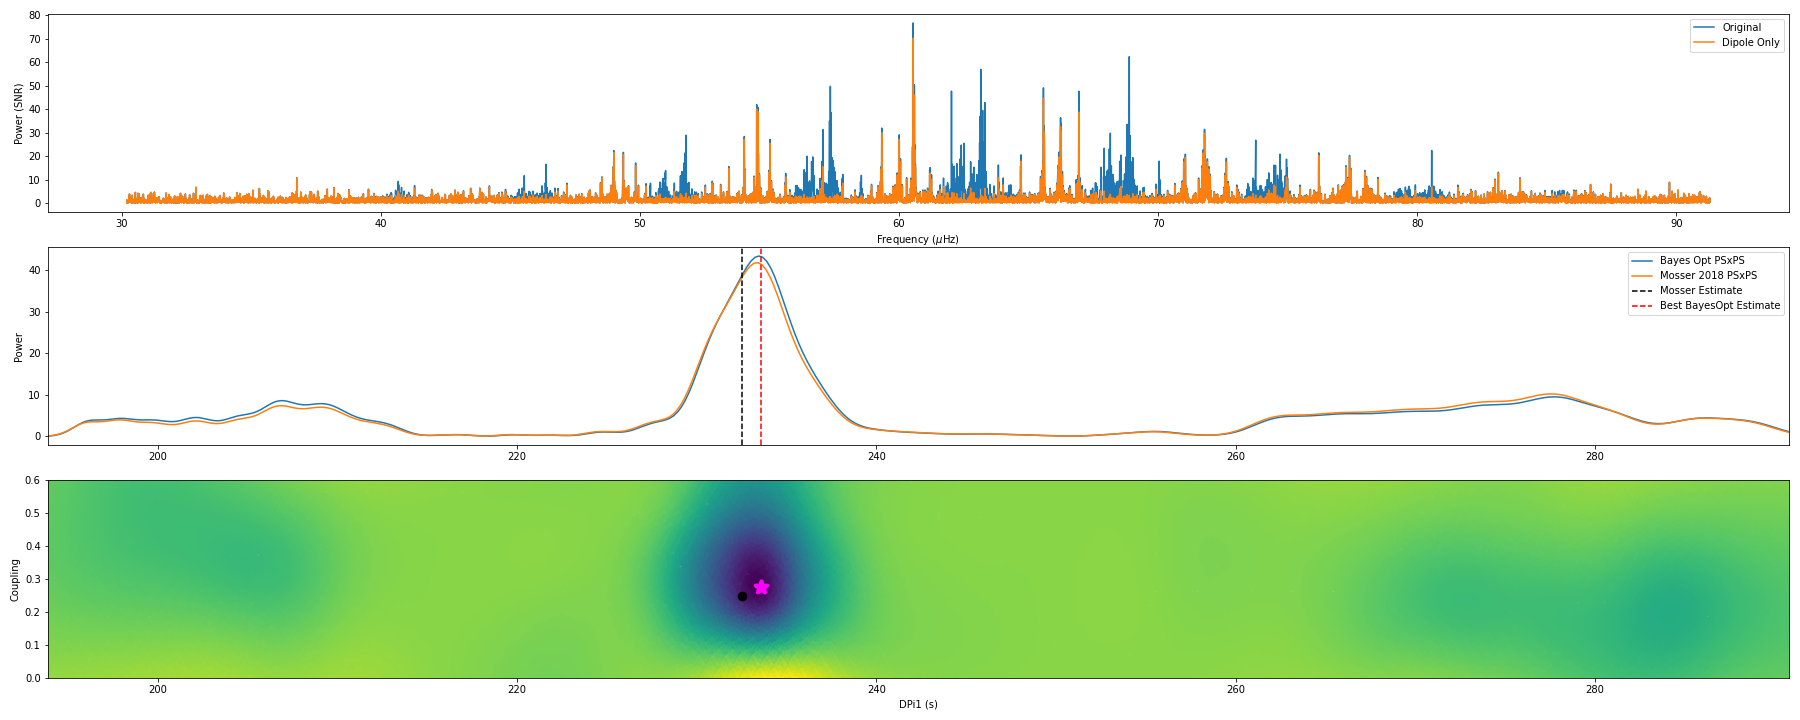 80
70
60
50
40
30
20
10
0
Power (SNR)
Original
Dipole Only
30 40 50 60 70 80 90
Frequency (μHz)
40
30
20
10
0
Power
Bayes Opt PSxPS
Mosser 2018 PSxPS
Mosser Estimate
Best BayesOpt Estimate
200 220 240 260 280
0.6
0.5
0.4
0.3
0.2
0.1
0.0
Coupling
200 220 240 260 280
DPi1 (s)